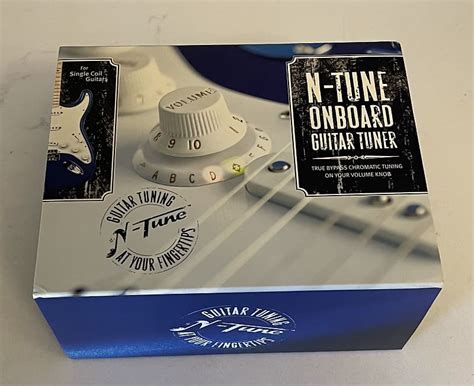 For
Single Coil
Guitars
N-TUNE
ONBOARD
GUITAR TUNER
TRUE BYPASS CHROMATIC TUNING
ON YOUR VOLUME KNOB
VOLUME
8 9 10
A B C D
GUITAR TUNING
N-Tune
AT YOUR FINGERTIPS
GUITAR TUNING
N-Tune
AT YOUR FINGERTIPS